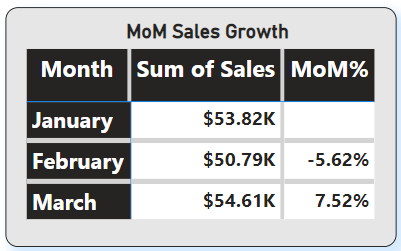 MoM Sales Growth
Month Sum of Sales MoM%
January $53.82K
February $50.79K -5.62%
March $54.61K 7.52%